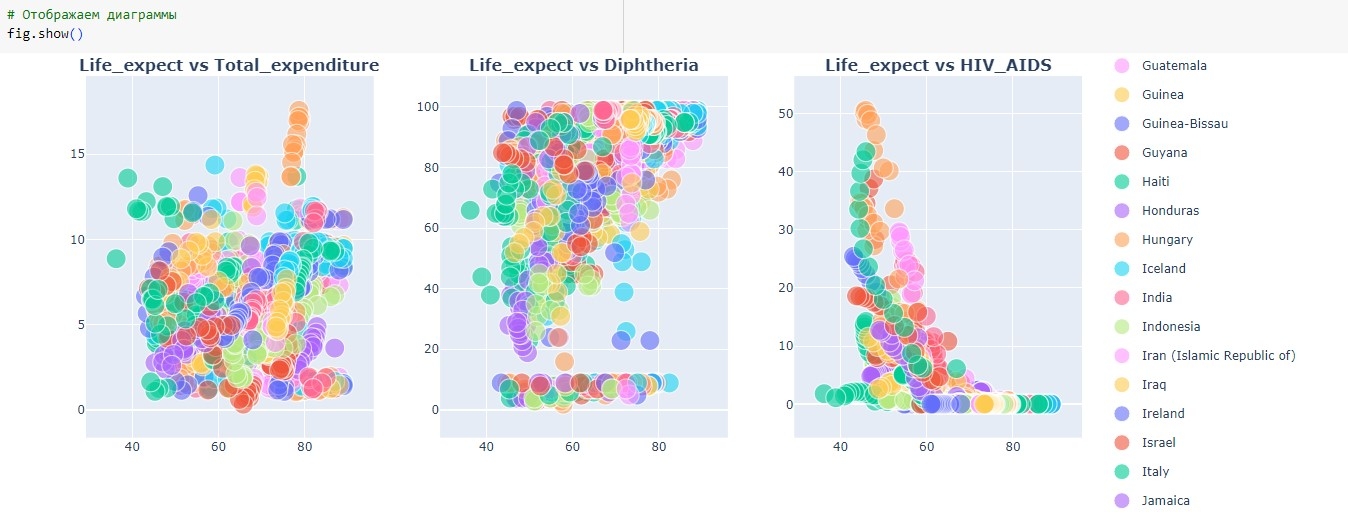 # Отображаем диаграммы
fig.show()
Life_expect vs Total_expenditure
15
10
5
0
40 60 80
Life_expect vs Diphtheria
100
80
60
40
20
0
40 60 80
Life_expect vs HIV_AIDS
50
40
30
20
10
0
40 60 80
Guatemala
Guinea
Guinea-Bissau
Guyana
Haiti
Honduras
Hungary
Iceland
India
Indonesia
Iran (Islamic Republic of)
Iraq
Ireland
Israel
Italy
Jamaica